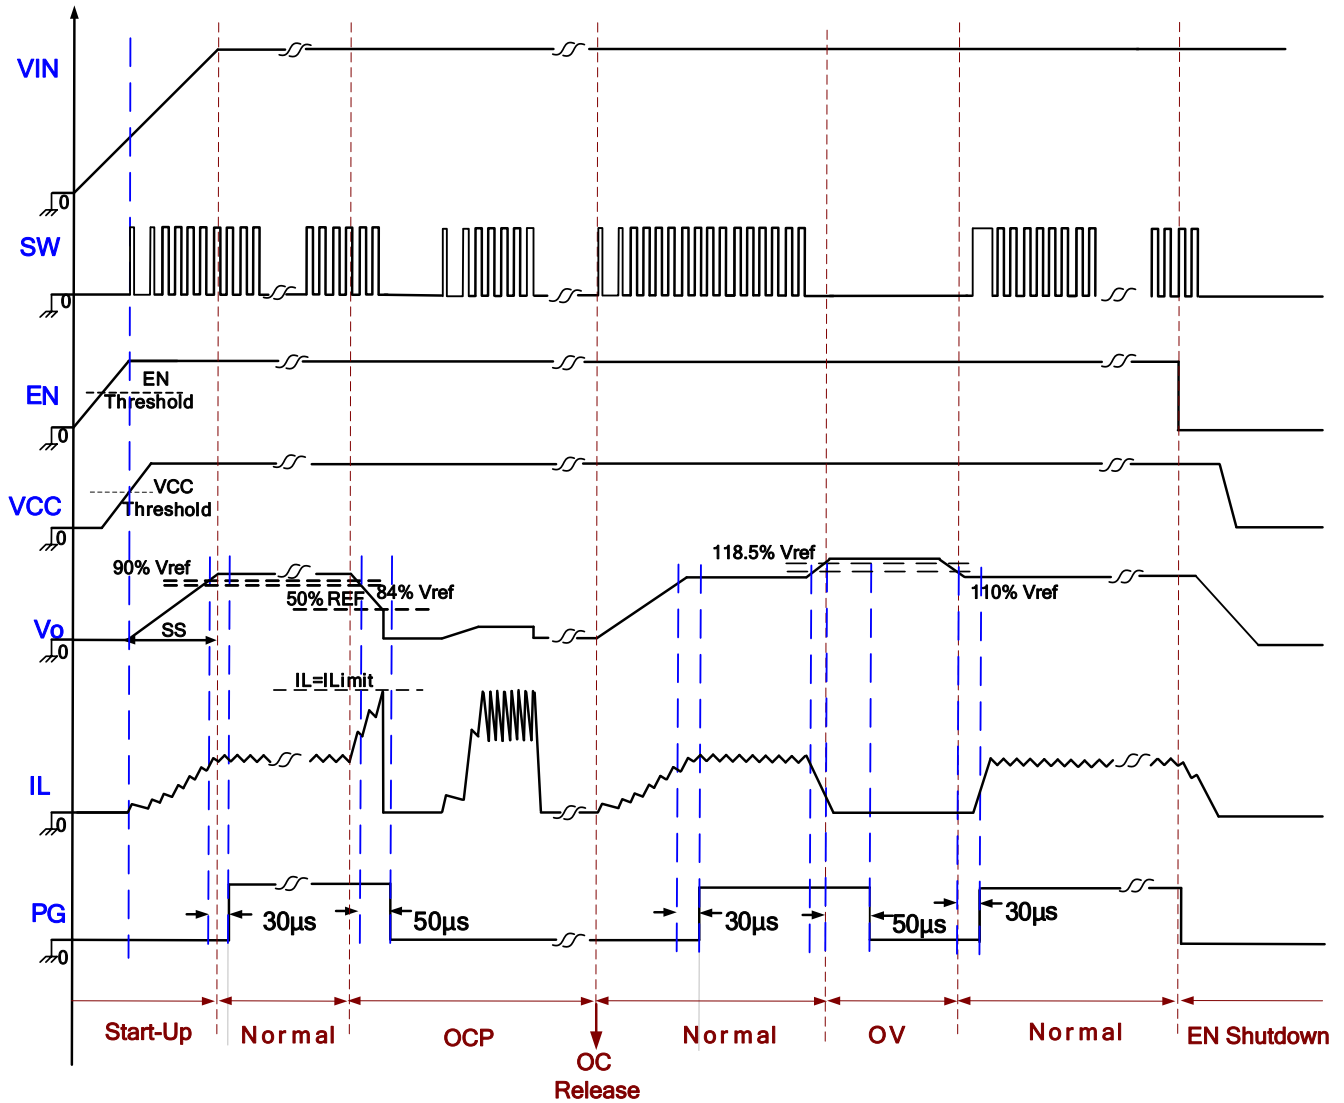 VIN
0
SW
0
EN
Threshold
EN
0
VCC
Threshold
VCC
0
90% Vref
50% REF
84% Vref
118.5% Vref
110% Vref
SS
Vo
0
IL=ILimit
IL
0
PG
30µs
50µs
30µs
50µs
30µs
0
Start-Up
Normal
OCP
Normal
OV
Normal
EN Shutdown
OC
Release